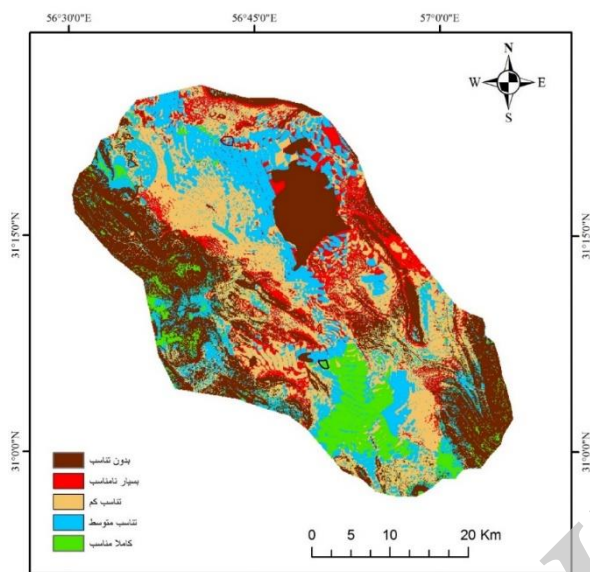 56°30'0"E 56°45'0"E 57°0'0"E
N
W E
S
31°15'0"N 31°15'0"N
31°0'0"N 31°0'0"N
بدون تناسب
بسیار نامناسب
تناسب کم
تناسب متوسط
کاملا مناسب
0 5 10 20 Km